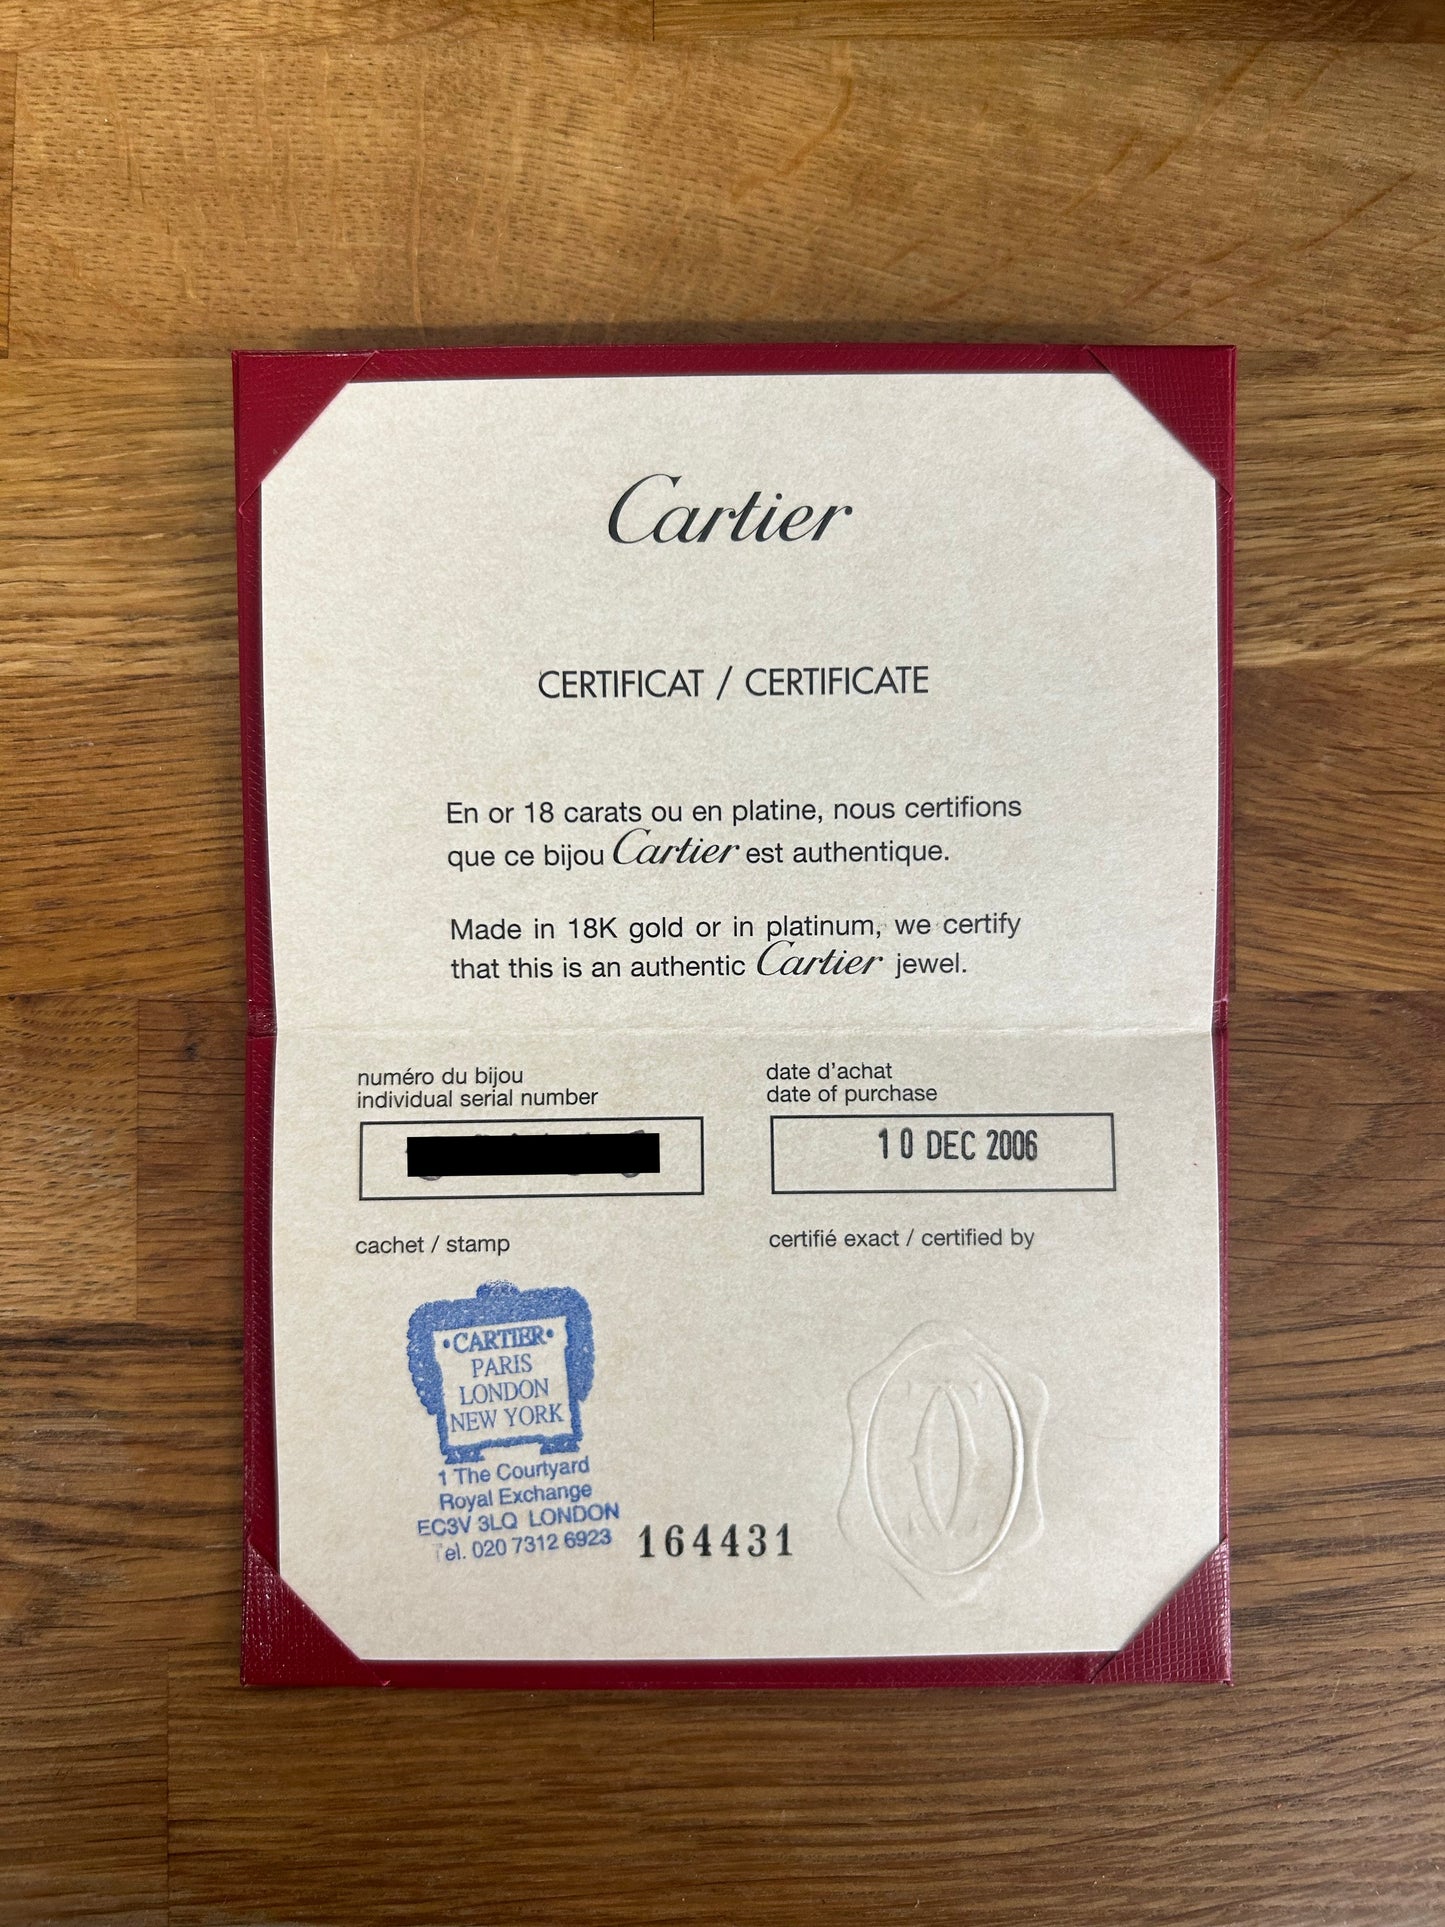 Cartier
CERTIFICAT / CERTIFICATE
En or 18 carats ou en platine, nous certifions
que ce bijou Cartier est authentique.
Made in 18K gold or in platinum, we certify
that this is an authentic Cartier jewel.
numéro du bijou
individual serial number
date d'achat
date of purchase
10 DEC 2006
cachet / stamp
certifié exact / certified by
•CARTIER•
PARIS
LONDON
NEW YORK
1 The Courtyard
Royal Exchange
EC3V 3LQ LONDON
Tel. 020 7312 6923
164431